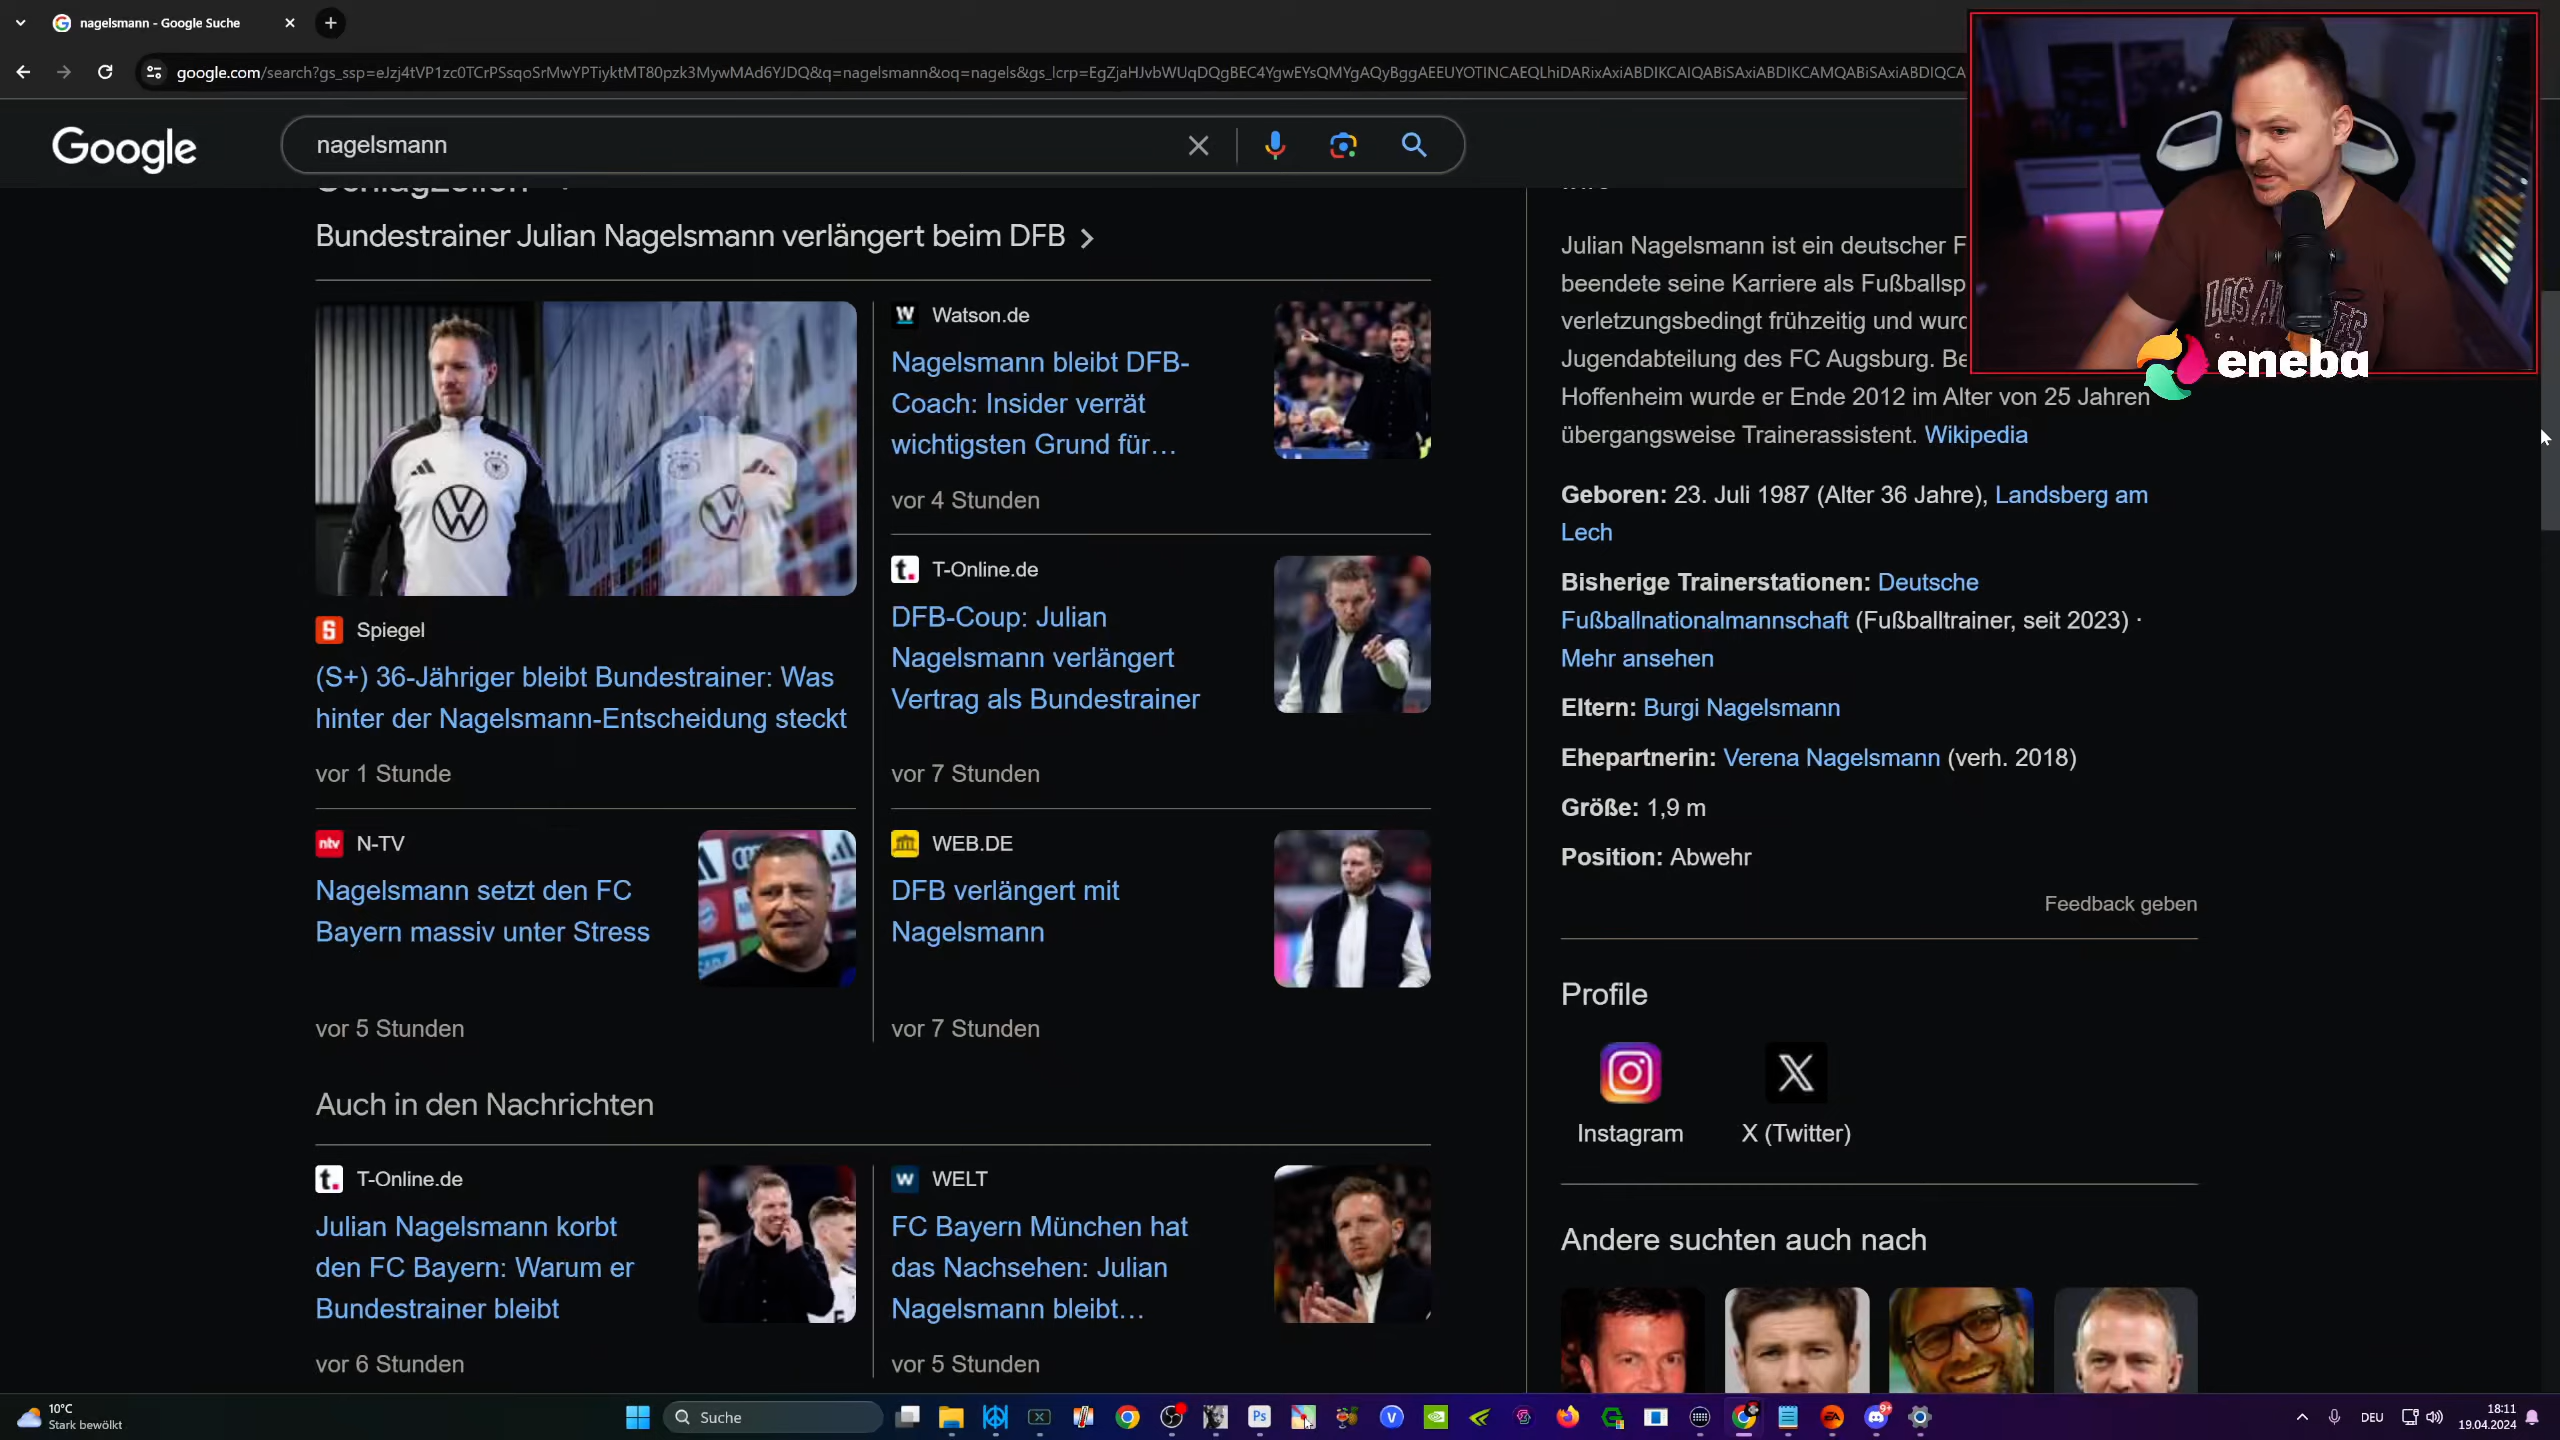 nagelsmann - Google Suche
google.com/search?gs_ssp=eJzj4tVP1zc0TCrPSsqoSrMwYPTiyktMT80pzk3MywMAd6YJDQ&q=nagelsmann&oq=nagels&gs_lcrp=EgZjaHJvbWUqDQgBEC4YgwEYsQMYgAQyBggAEEUYOTINCAEQLhiDARixAxiABDIKCAIQABiSAxiABDIKCAMQABiSAxiABDIQCA
Google
nagelsmann
Bundestrainer Julian Nagelsmann verlängert beim DFB
Spiegel
(S+) 36-Jähriger bleibt Bundestrainer: Was
hinter der Nagelsmann-Entscheidung steckt
vor 1 Stunde
Watson.de
Nagelsmann bleibt DFB-
Coach: Insider verrät
wichtigsten Grund für…
vor 4 Stunden
T-Online.de
DFB-Coup: Julian
Nagelsmann verlängert
Vertrag als Bundestrainer
vor 7 Stunden
N-TV
Nagelsmann setzt den FC
Bayern massiv unter Stress
vor 5 Stunden
WEB.DE
DFB verlängert mit
Nagelsmann
vor 7 Stunden
Auch in den Nachrichten
T-Online.de
Julian Nagelsmann korbt
den FC Bayern: Warum er
Bundestrainer bleibt
vor 6 Stunden
WELT
FC Bayern München hat
das Nachsehen: Julian
Nagelsmann bleibt…
vor 5 Stunden
Julian Nagelsmann ist ein deutscher F
beendete seine Karriere als Fußballsp
verletzungsbedingt frühzeitig und wurd
Jugendabteilung des FC Augsburg. Be
Hoffenheim wurde er Ende 2012 im Alter von 25 Jahren
übergangsweise Trainerassistent. Wikipedia
Geboren: 23. Juli 1987 (Alter 36 Jahre), Landsberg am
Lech
Bisherige Trainerstationen: Deutsche
Fußballnationalmannschaft (Fußballtrainer, seit 2023) ·
Mehr ansehen
Eltern: Burgi Nagelsmann
Ehepartnerin: Verena Nagelsmann (verh. 2018)
Größe: 1,9 m
Position: Abwehr
Feedback geben
Profile
Instagram
X (Twitter)
Andere suchten auch nach
eneba
10°C
Stark bewölkt
Suche
DEU
18:11
19.04.2024